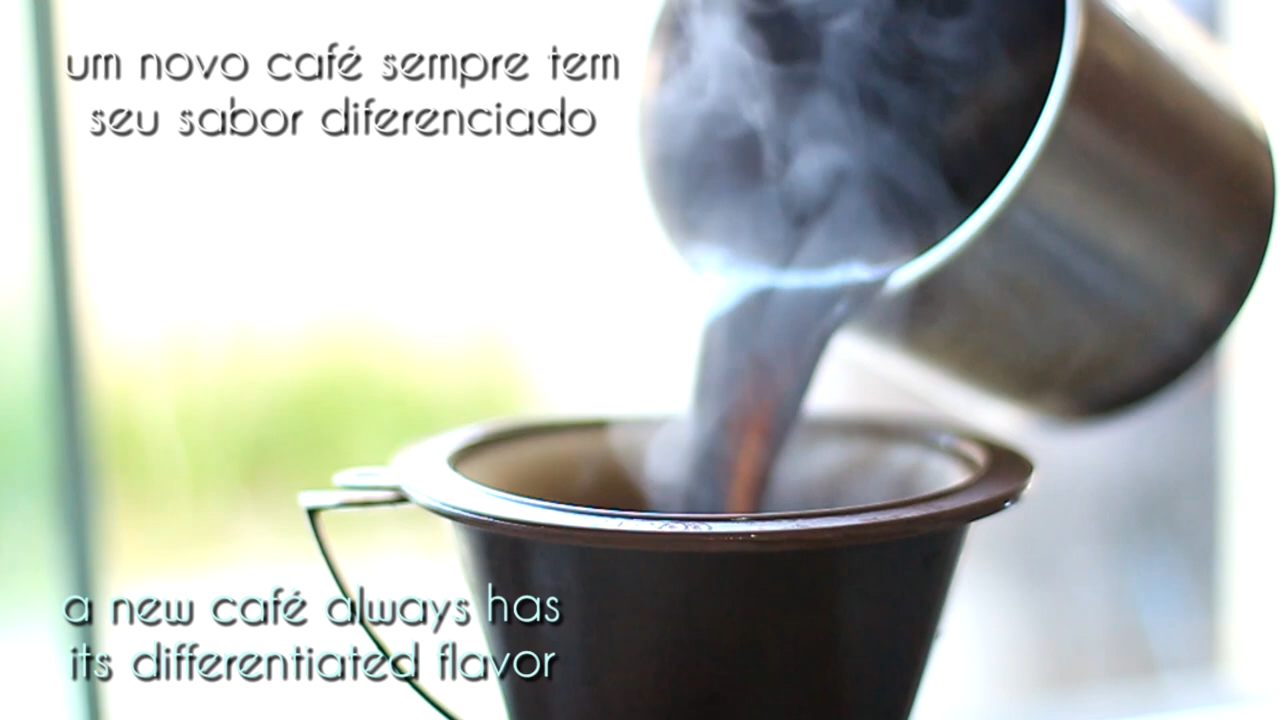 um novo café sempre tem
seu sabor diferenciado
a new café always has
its differentiated flavor